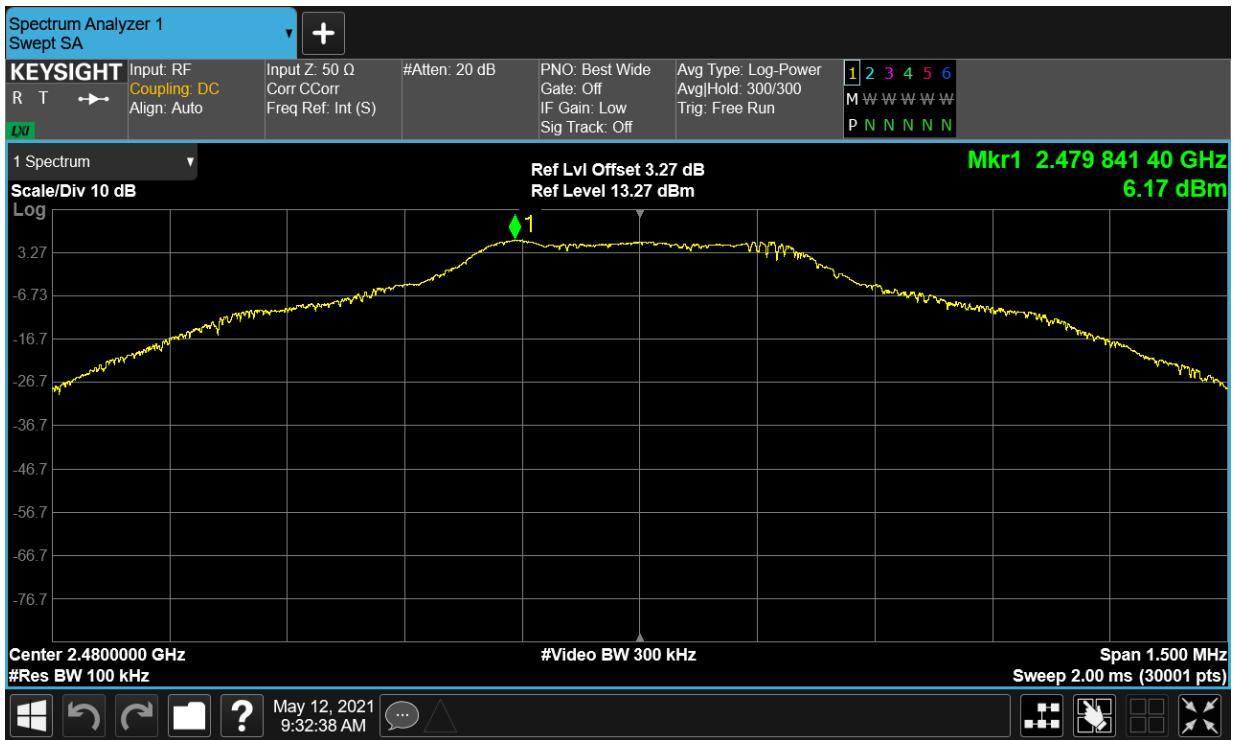 Spectrum Analyzer 1
Swept SA
KEYSIGHT
R T
LXI
Input: RF
Coupling: DC
Align: Auto
Input Z: 50 Ω
Corr CCorr
Freq Ref: Int (S)
#Atten: 20 dB
PNO: Best Wide
Gate: Off
IF Gain: Low
Sig Track: Off
Avg Type: Log-Power
Avg|Hold: 300/300
Trig: Free Run
1 2 3 4 5 6
M W W W W W
P N N N N N
1 Spectrum
Scale/Div 10 dB
Log
Ref Lvl Offset 3.27 dB
Ref Level 13.27 dBm
Mkr1 2.479 841 40 GHz
6.17 dBm
1
3.27
-6.73
-16.7
-26.7
-36.7
-46.7
-56.7
-66.7
-76.7
Center 2.4800000 GHz
#Res BW 100 kHz
#Video BW 300 kHz
Span 1.500 MHz
Sweep 2.00 ms (30001 pts)
?
May 12, 2021
9:32:38 AM